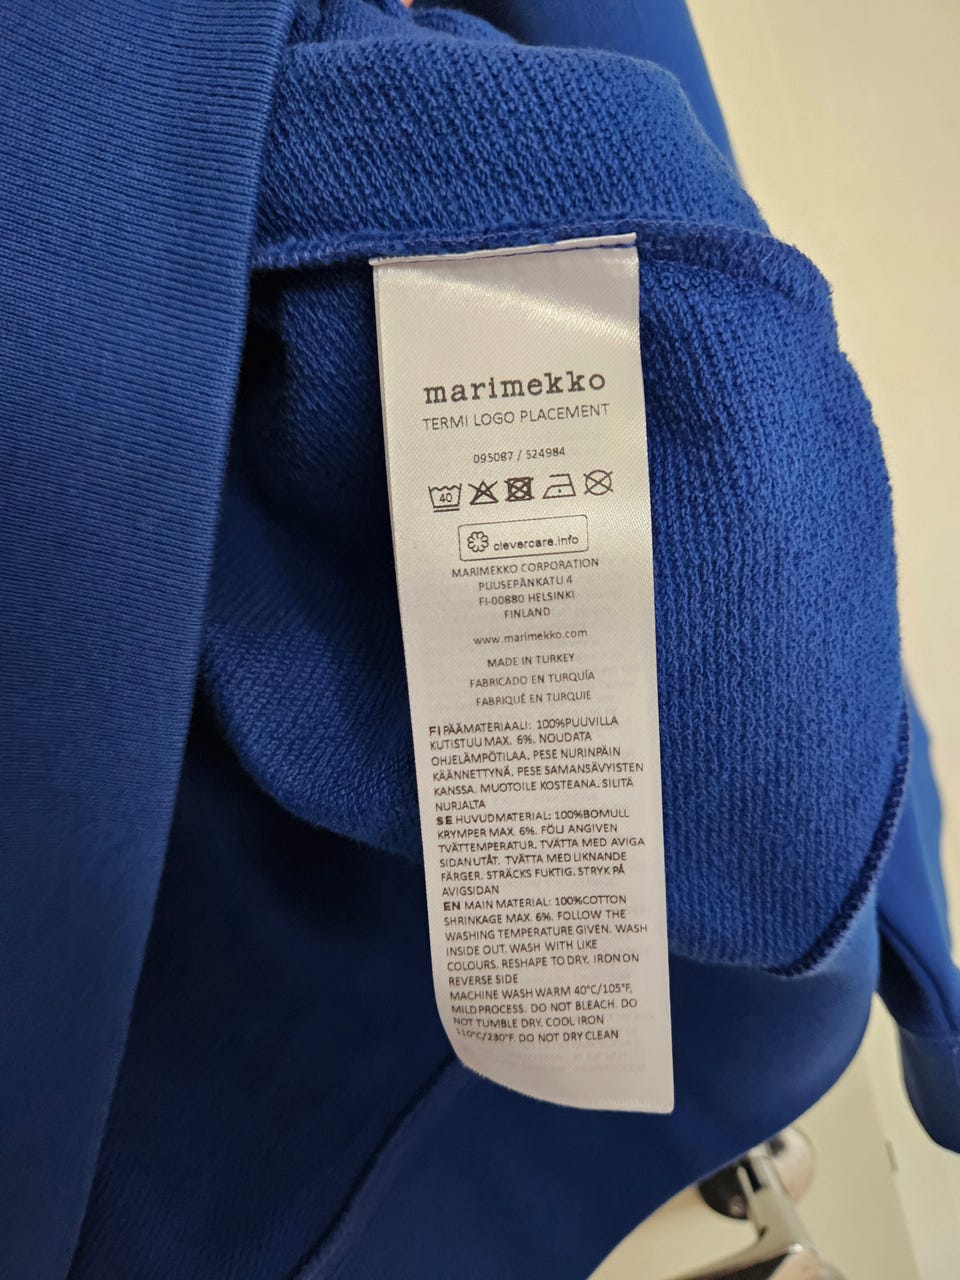 marimekko
TERMI LOGO PLACEMENT
095087 / 524984
40
clevercare.info
MARIMEKKO CORPORATION
PUUSEPÄNKATU 4
FI-00880 HELSINKI
FINLAND
www.marimekko.com
MADE IN TURKEY
FABRICADO EN TURQUÍA
FABRIQUÉ EN TURQUIE
FI PÄÄMATERIAALI: 100%PUUVILLA
KUTISTUU MAX. 6%. NOUDATA
OHJELÄMPÖTILAA. PESE NURINPÄIN
KÄÄNNETTYNÄ. PESE SAMANSÄVYISTEN
KANSSA. MUOTOILE KOSTEANA. SILITÄ
NURJALTA
SE HUVUDMATERIAL: 100%BOMULL
KRYMPER MAX. 6%. FÖLJ ANGIVEN
TVÄTTEMPERATUR. TVÄTTA MED AVIGA
SIDAN UTÅT. TVÄTTA MED LIKNANDE
FÄRGER. STRÄCKS FUKTIG. STRYK PÅ
AVIGSIDAN
EN MAIN MATERIAL: 100%COTTON
SHRINKAGE MAX. 6%. FOLLOW THE
WASHING TEMPERATURE GIVEN. WASH
INSIDE OUT. WASH WITH LIKE
COLOURS. RESHAPE TO DRY. IRON ON
REVERSE SIDE
MACHINE WASH WARM 40°C/105°F,
MILD PROCESS. DO NOT BLEACH. DO
NOT TUMBLE DRY. COOL IRON
110°C/230°F. DO NOT DRY CLEAN